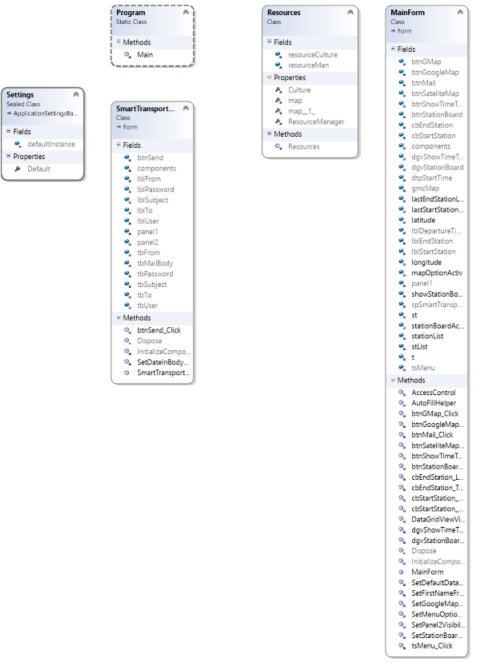 Program
Static Class
Methods
Main
Settings
Sealed Class
ApplicationSettingsBa...
Fields
defaultInstance
Properties
Default
SmartTransport...
Class
Form
Fields
btnSend
components
lblFrom
lblPassword
lblSubject
lblTo
lblUser
panel1
panel2
tbFrom
tbMailBody
tbPassword
tbSubject
tbTo
tbUser
Methods
btnSend_Click
Dispose
InitializeCompo...
SetDateInBody...
SmartTransport...
Resources
Class
Fields
resourceCulture
resourceMan
Properties
Culture
map
map__1_
ResourceManager
Methods
Resources
MainForm
Class
Form
Fields
btnGMap
btnGoogleMap
btnMail
btnSateliteMap
btnShowTimeT...
btnStationBoard
cbEndStation
cbStartStation
components
dgvShowTimeT...
dgvStationBoard
dtpStartTime
gmcMap
lastEndStationL...
lastStartStation...
latitude
lblDepartureTi...
lblEndStation
lblStartStation
longitude
mapOptionActiv
panel1
showStationBo...
spSmartTransp...
st
stationBoardAc...
stationList
stList
t
tsMenu
Methods
AccessControl
AutoFillHelper
btnGMap_Click
btnGoogleMap...
btnMail_Click
btnSateliteMap...
btnShowTimeT...
btnStationBoar...
cbEndStation_L...
cbEndStation_T...
cbStartStation_...
cbStartStation_...
DataGridViewVi...
dgvShowTimeT...
dgvStationBoar...
Dispose
InitializeCompo...
MainForm
SetDefaultData...
SetFirstNameFr...
SetGoogleMap...
SetMenuOptio...
SetPanel2Visibil...
SetStationBoar...
tsMenu_Click